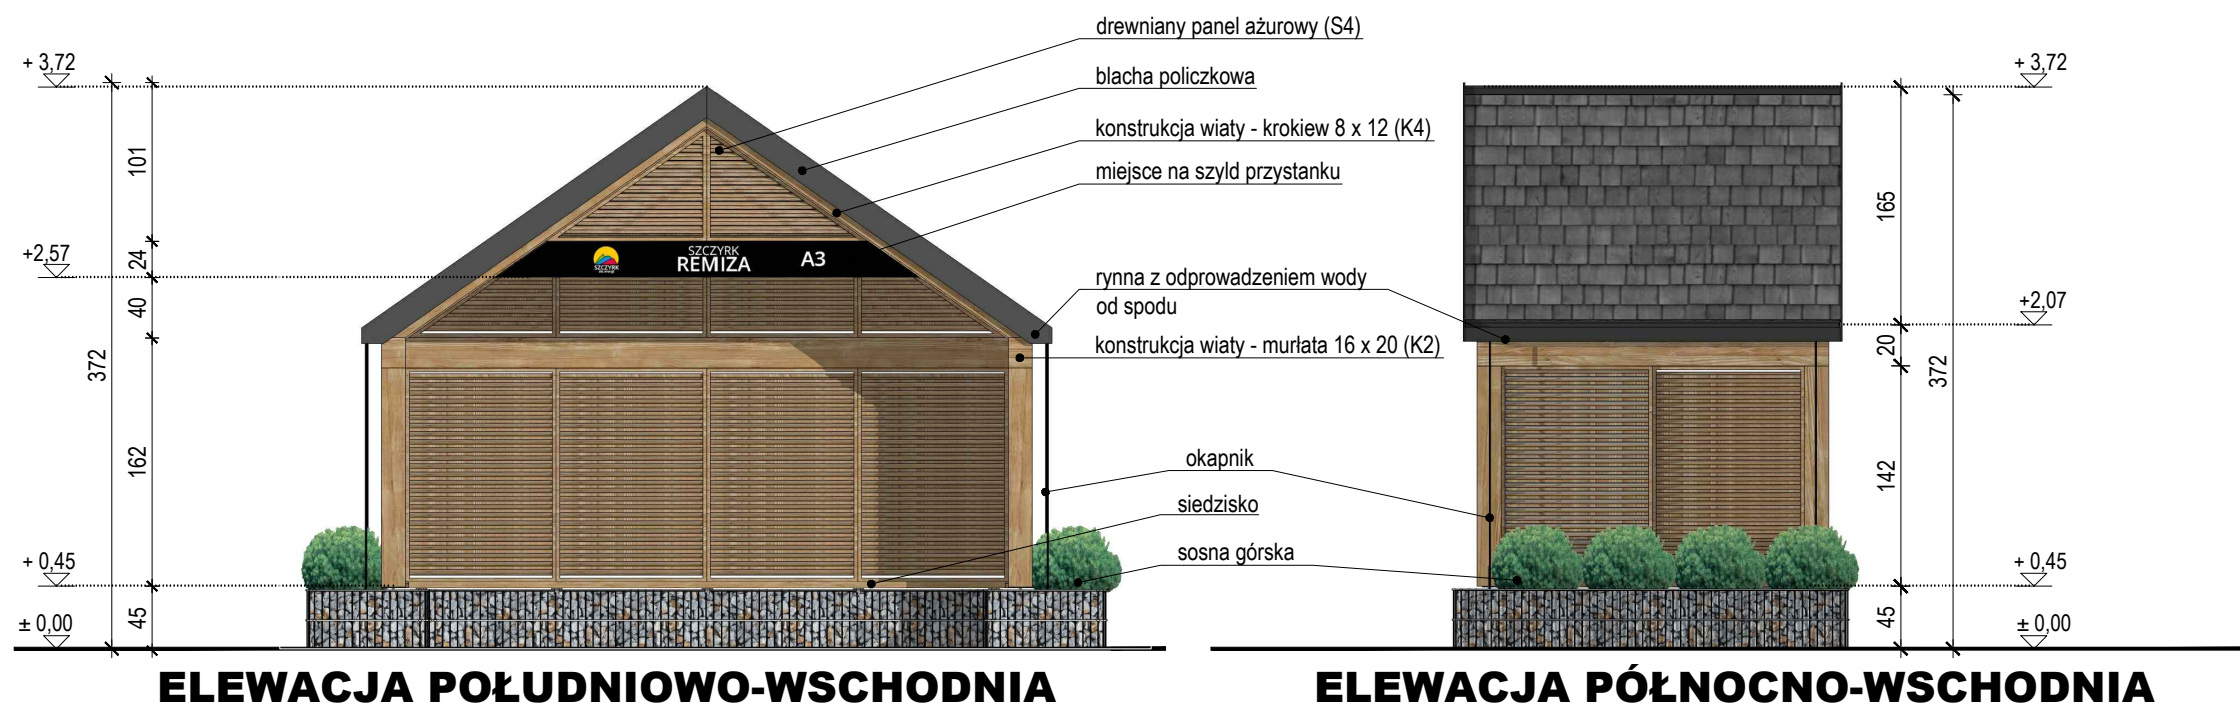 drewniany panel ażurowy (S4)
blacha policzkowa
konstrukcja wiaty - krokiew 8 x 12 (K4)
miejsce na szyld przystanku
rynna z odprowadzeniem wody
od spodu
konstrukcja wiaty - murłata 16 x 20 (K2)
okapnik
siedzisko
sosna górska
+ 3,72
+2,57
+ 0,45
± 0,00
372
101
24
40
162
45
SZCZYRK
SZCZYRK
REMIZA
A3
+ 3,72
+2,07
+ 0,45
± 0,00
165
20
142
45
372
ELEWACJA POŁUDNIOWO-WSCHODNIA
ELEWACJA PÓŁNOCNO-WSCHODNIA